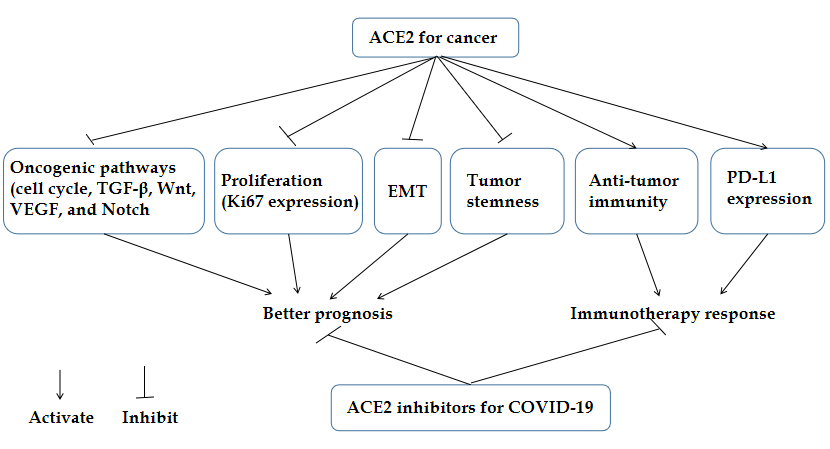 ACE2 for cancer
Oncogenic pathways
(cell cycle, TGF-β, Wnt,
VEGF, and Notch
Proliferation
(Ki67 expression)
EMT
Tumor
stemness
Anti-tumor
immunity
PD-L1
expression
Better prognosis
Immunotherapy response
ACE2 inhibitors for COVID-19
Activate
Inhibit